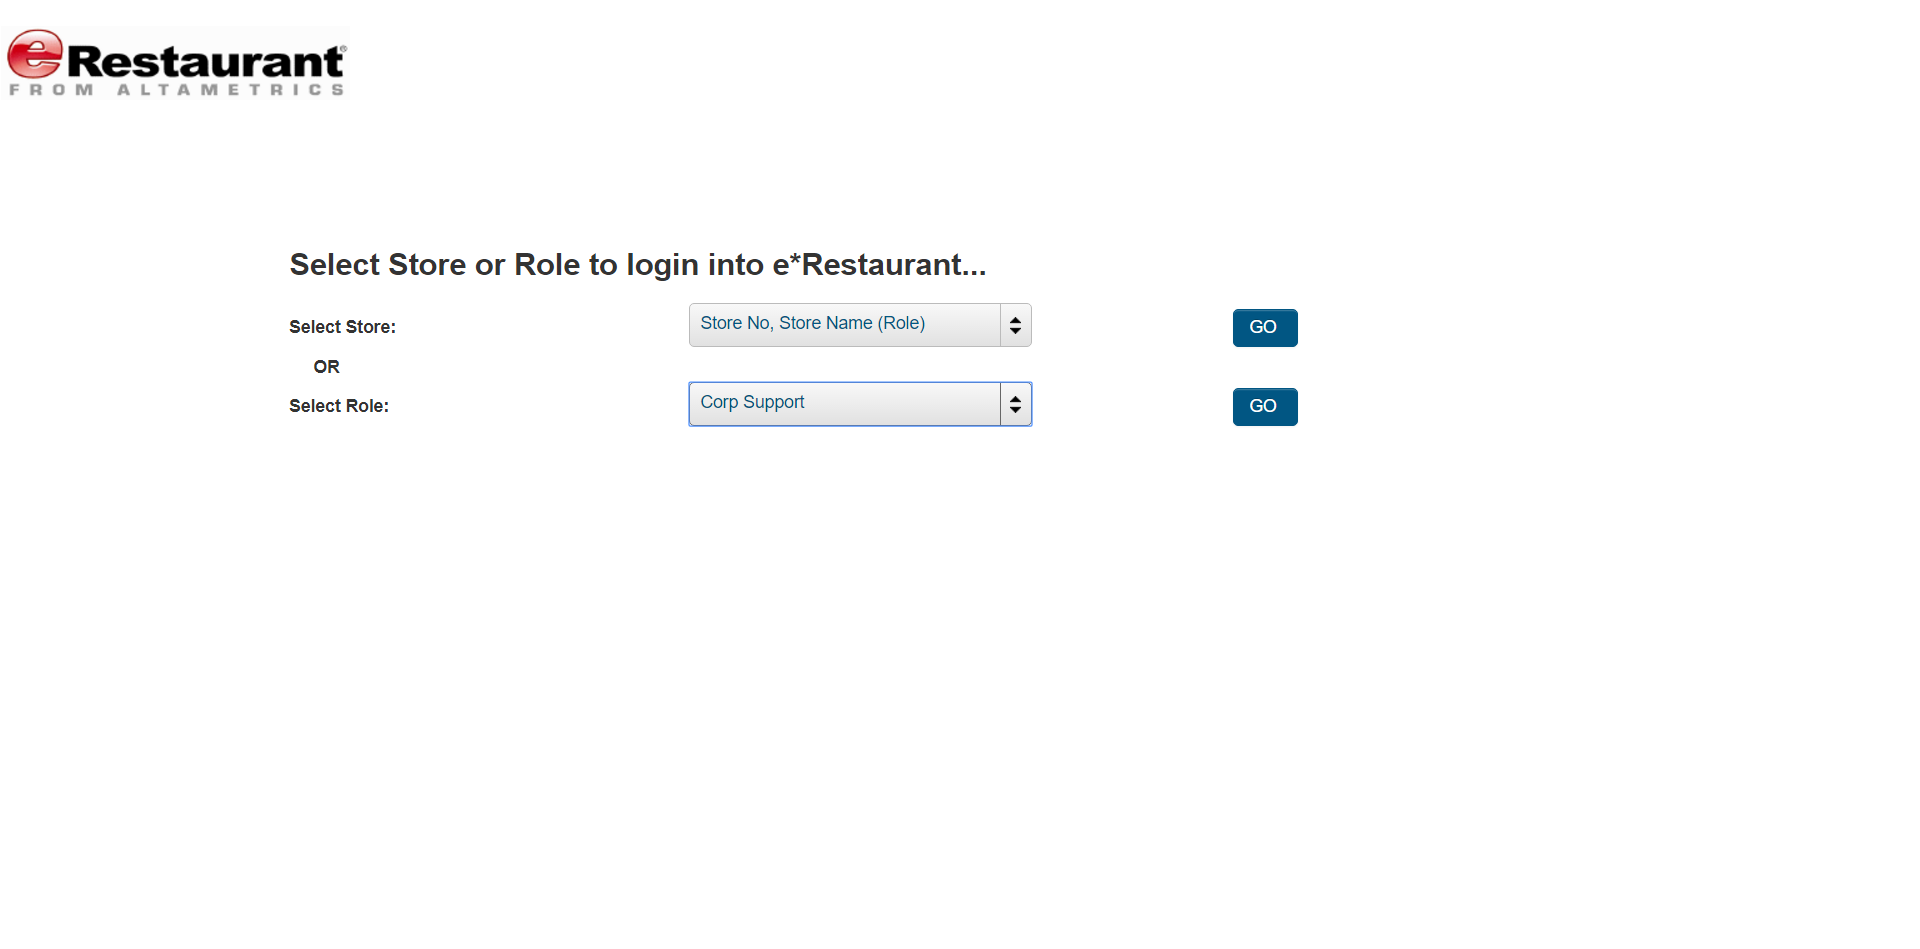 eRestaurant®
FROM ALTAMETRICS
Select Store or Role to login into e*Restaurant...
Select Store:
Store No, Store Name (Role)
GO
OR
Select Role:
Corp Support
GO